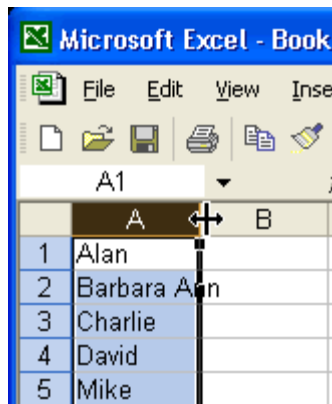 Microsoft Excel - Book
File Edit View Inse
A1
A B
1 Alan
2 Barbara Ann
3 Charlie
4 David
5 Mike